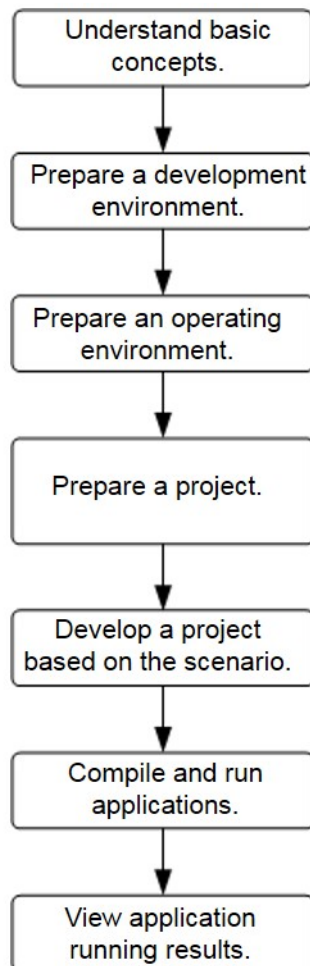 Understand basic
concepts.
Prepare a development
environment.
Prepare an operating
environment.
Prepare a project.
Develop a project
based on the scenario.
Compile and run
applications.
View application
running results.